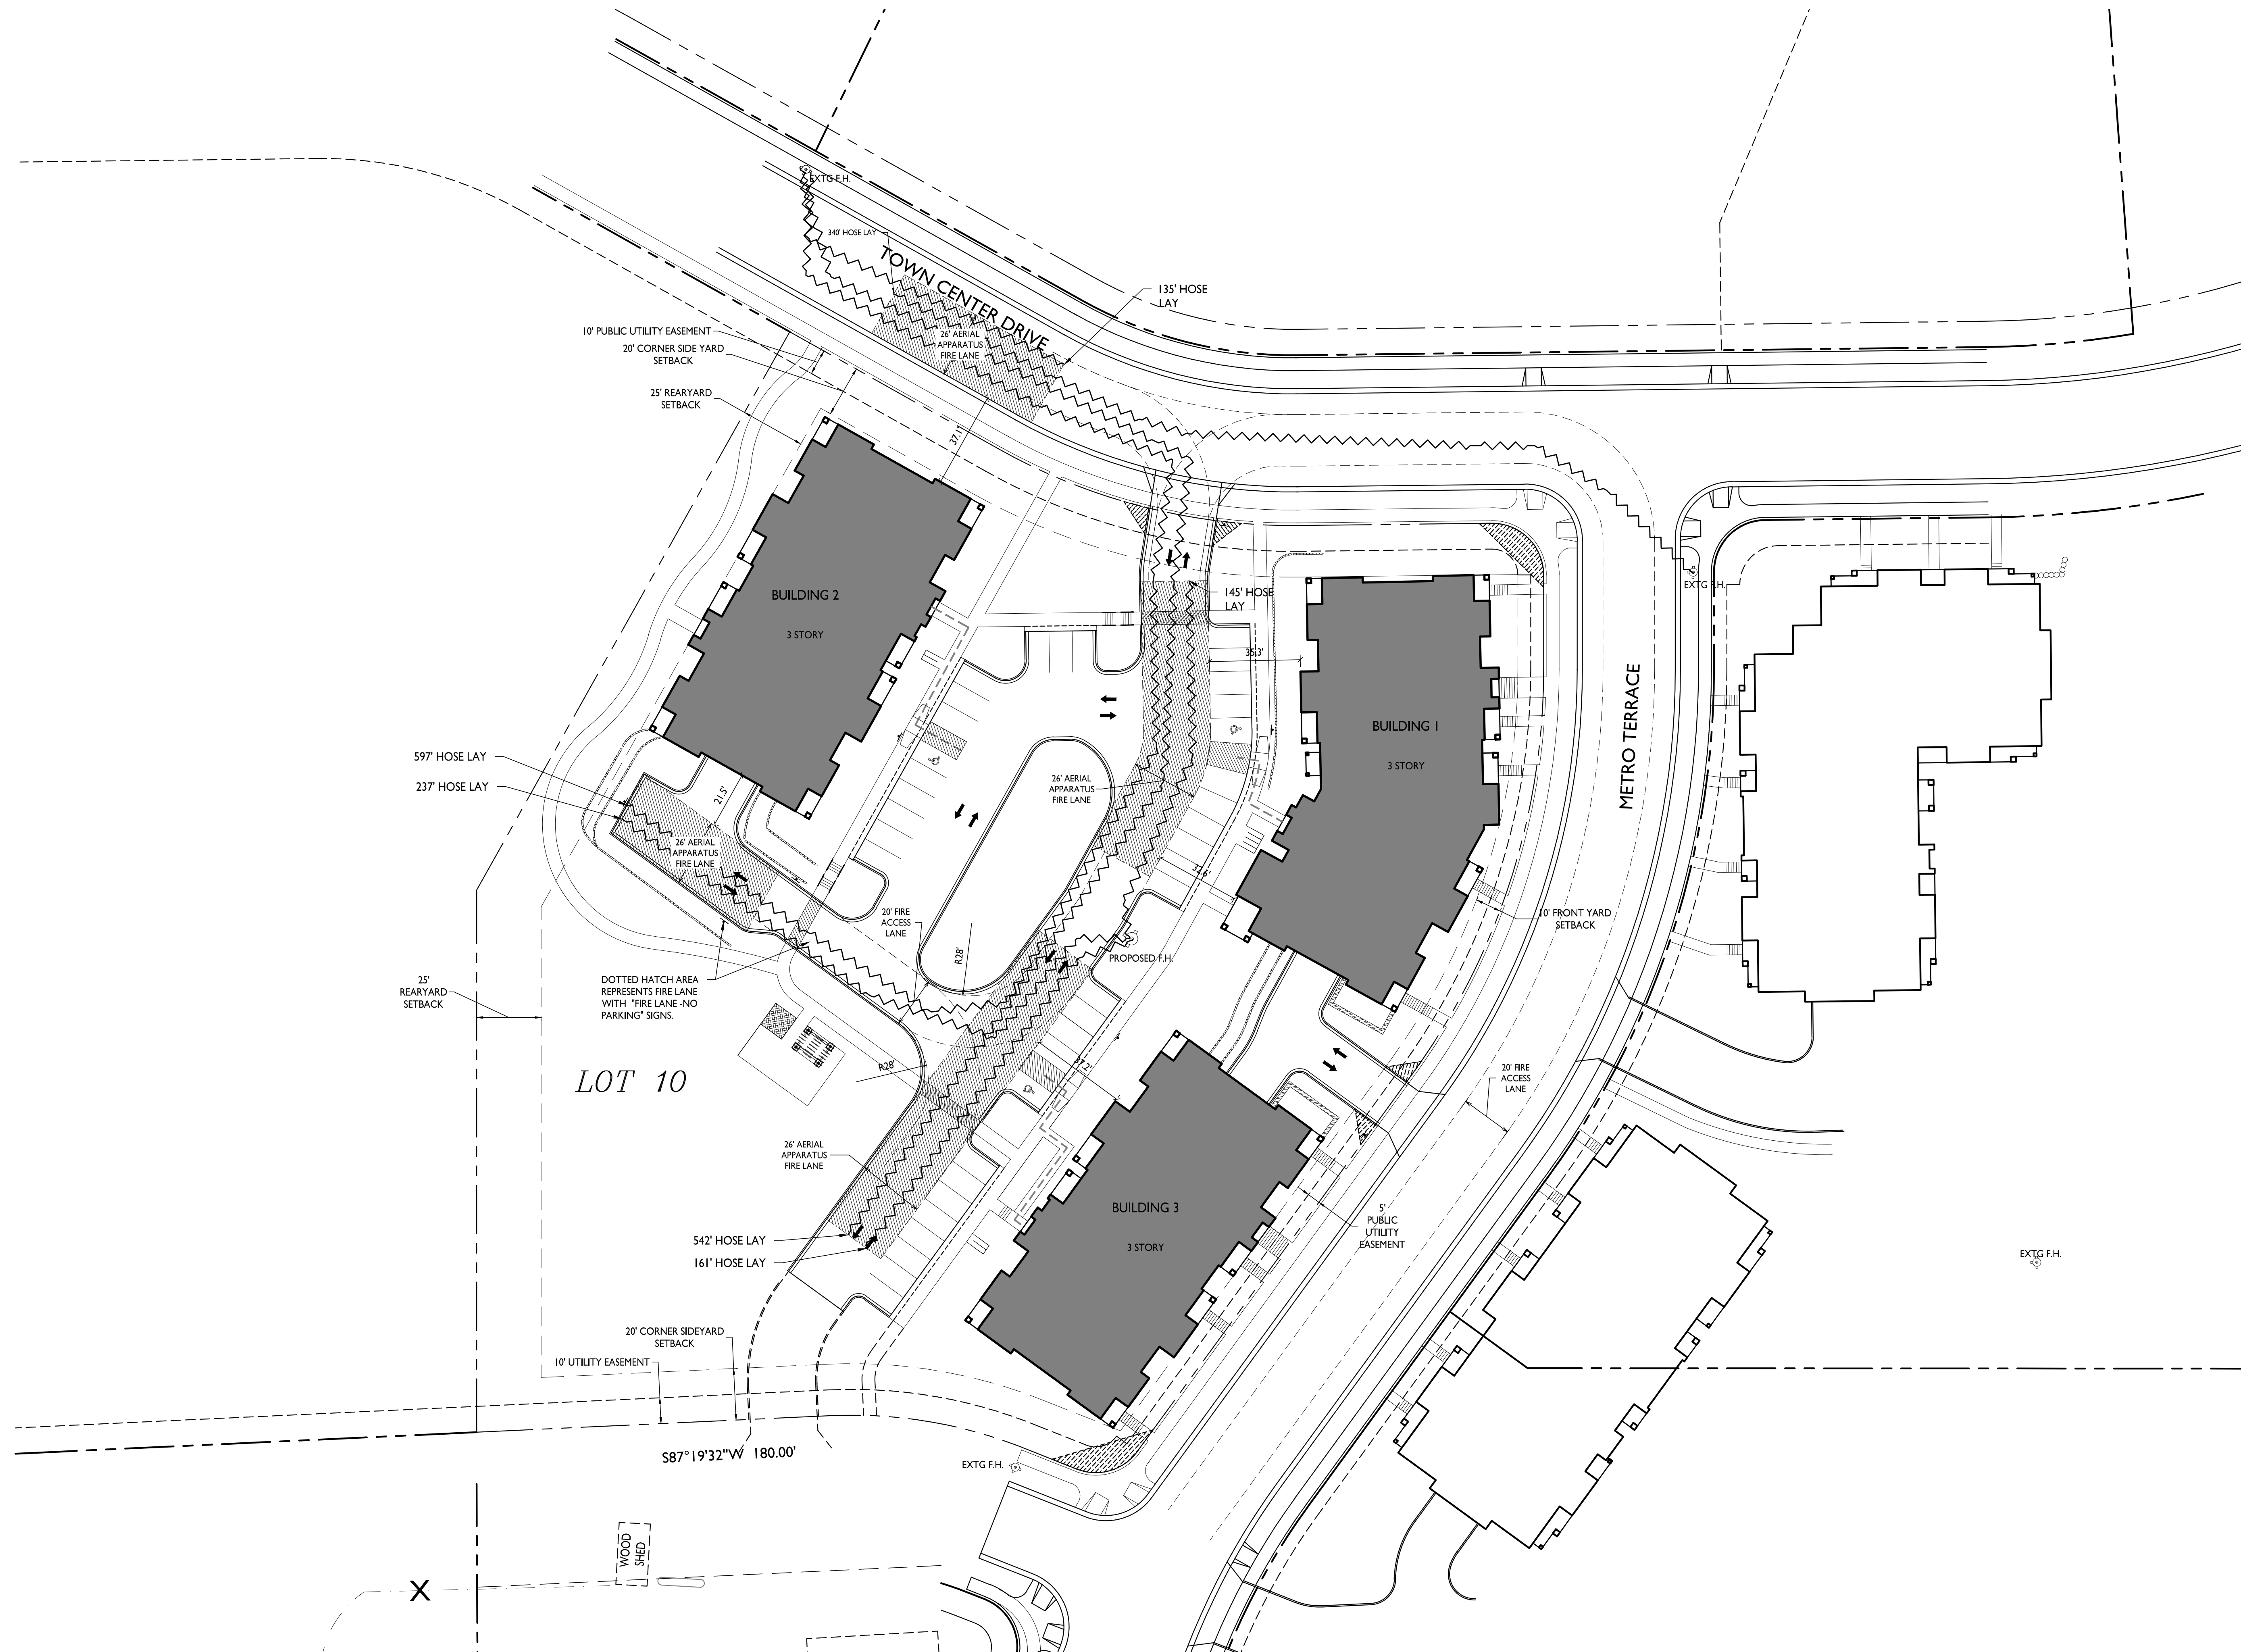 EXTG F.H.
340' HOSE LAY
TOWN CENTER DRIVE
135' HOSE
LAY
10' PUBLIC UTILITY EASEMENT
20' CORNER SIDE YARD
SETBACK
26' AERIAL
APPARATUS
FIRE LANE
25' REARYARD
SETBACK
37.1'
BUILDING 2
3 STORY
145' HOSE
LAY
EXTG F.H.
35.3'
METRO TERRACE
BUILDING 1
3 STORY
597' HOSE LAY
237' HOSE LAY
21.5'
26' AERIAL
APPARATUS
FIRE LANE
26' AERIAL
APPARATUS
FIRE LANE
32.6'
20' FIRE
ACCESS
LANE
10' FRONT YARD
SETBACK
R28'
PROPOSED F.H.
DOTTED HATCH AREA
REPRESENTS FIRE LANE
WITH "FIRE LANE -NO
PARKING" SIGNS.
25'
REARYARD
SETBACK
LOT 10
R28'
37.2'
20' FIRE
ACCESS
LANE
26' AERIAL
APPARATUS
FIRE LANE
BUILDING 3
3 STORY
5'
PUBLIC
UTILITY
EASEMENT
542' HOSE LAY
161' HOSE LAY
EXTG F.H.
20' CORNER SIDEYARD
SETBACK
10' UTILITY EASEMENT
S87°19'32"W 180.00'
EXTG F.H.
WOOD
SHED
X